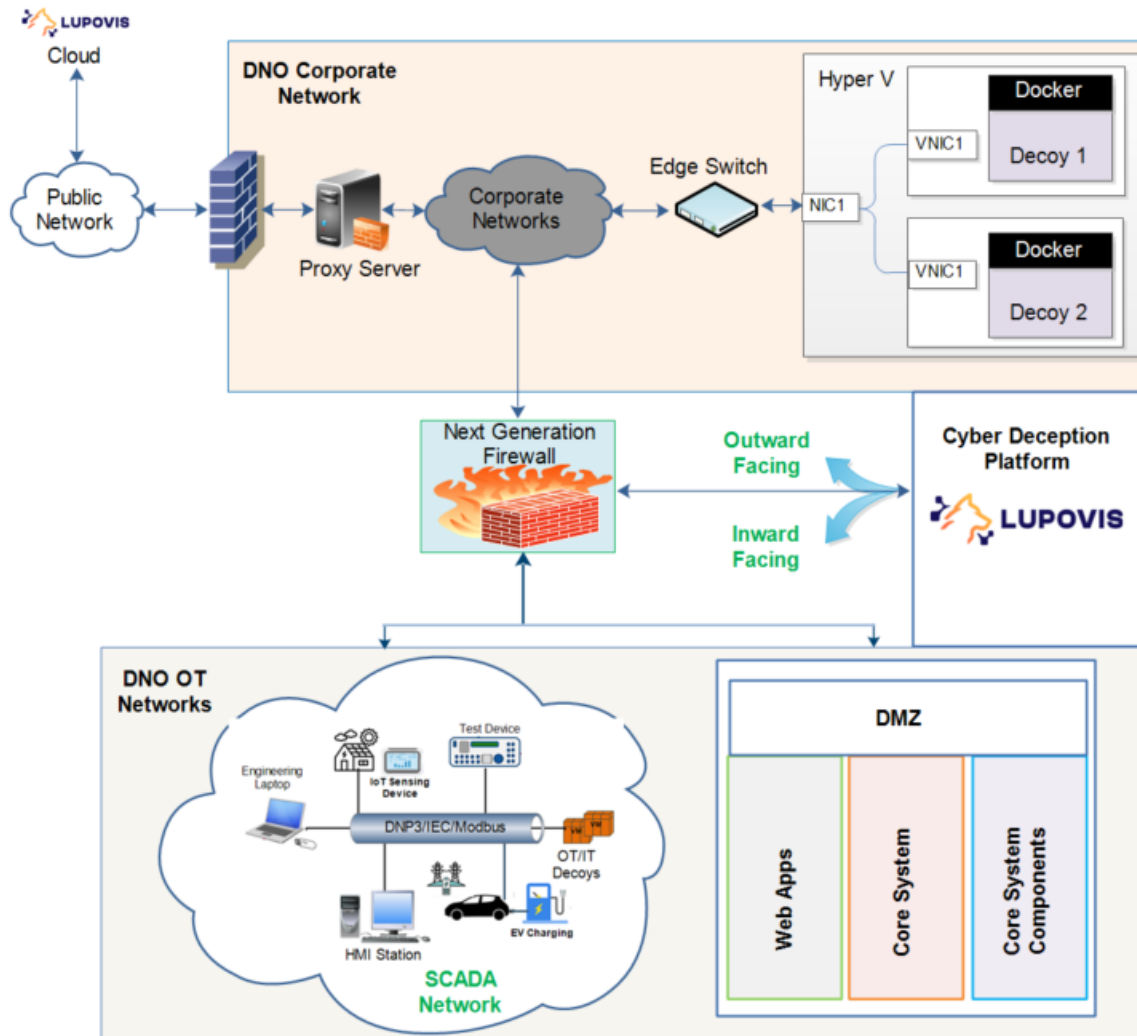 LUPOVIS
Cloud
Public
Network
DNO Corporate
Network
Proxy Server
Corporate
Networks
Edge Switch
Hyper V
NIC1
VNIC1
Docker
Decoy 1
VNIC1
Docker
Decoy 2
Next Generation
Firewall
Outward
Facing
Inward
Facing
Cyber Deception
Platform
LUPOVIS
DNO OT
Networks
Engineering
Laptop
IoT Sensing
Device
Test Device
DNP3/IEC/Modbus
VM
VM
OT/IT
Decoys
HMI Station
EV Charging
SCADA
Network
DMZ
Web Apps
Core System
Core System
Components